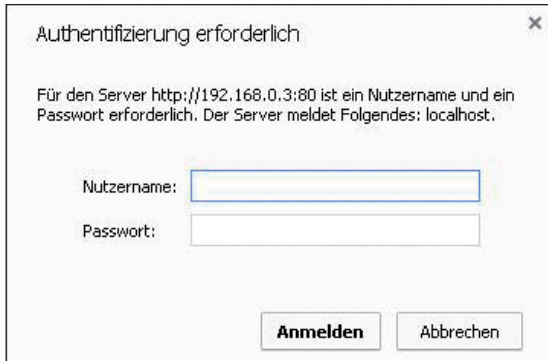 Authentifizierung erforderlich
Für den Server http://192.168.0.3:80 ist ein Nutzername und ein
Passwort erforderlich. Der Server meldet Folgendes: localhost.
Nutzername:
Passwort:
Anmelden Abbrechen